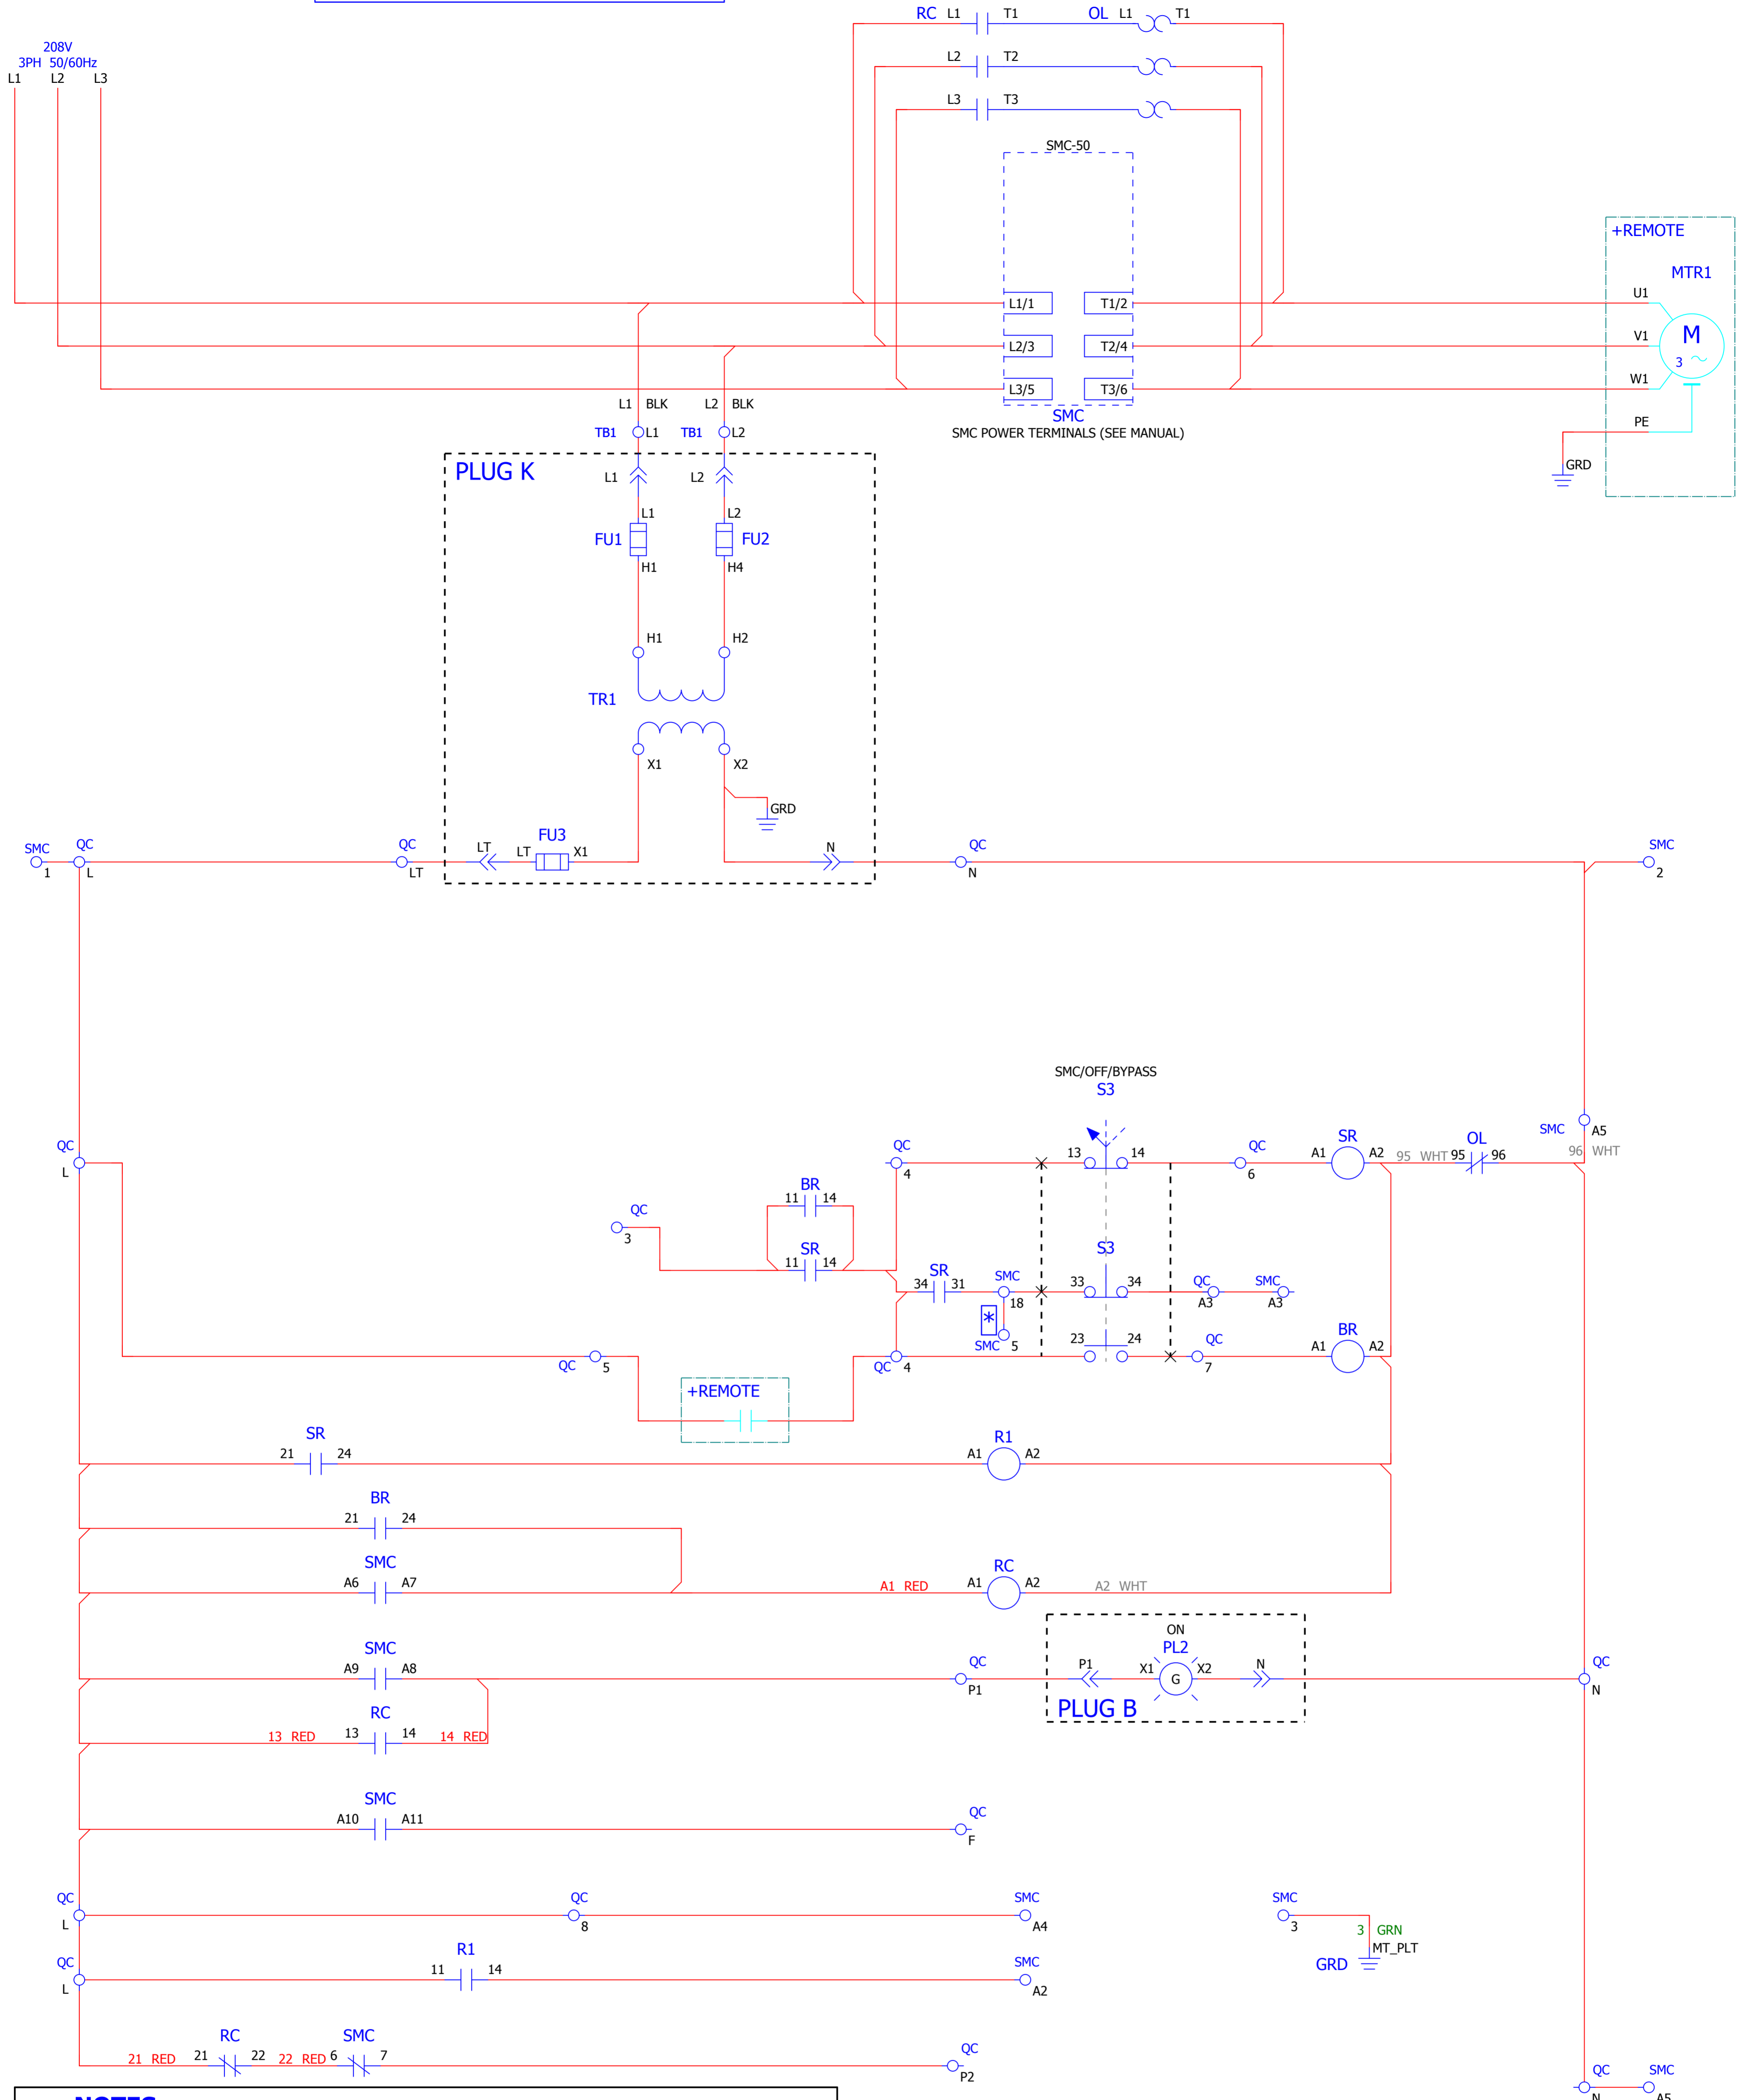 RC L1 T1 OL L1 T1
208V
3PH 50/60Hz
L1 L2 L3
L2 T2
L3 T3
SMC-50
+REMOTE
MTR1
U1
L1/1 T1/2
V1 M
L2/3 T2/4
3
W1
L3/5 T3/6
L1 BLK L2 BLK
SMC
PE
TB1 L1 TB1 L2
SMC POWER TERMINALS (SEE MANUAL)
PLUG K
GRD
L1 L2
L1 L2
FU1 FU2
H1 H4
H1 H2
TR1
X1 X2
GRD
FU3
SMC QC QC LT LT X1 N QC SMC
1 L LT N 2
SMC/OFF/BYPASS
S3
SMC A5
QC QC 13 14 QC SR OL
L 4 6 A1 A2 95 WHT 95 96 96 WHT
BR
11 14
QC
3
SR
11 14
S3
SR
34 31 SMC 33 34 QC SMC
18 A3 A3
*
SMC 5 23 24 QC BR
QC 5 QC 4 7 A1 A2
+REMOTE
SR R1
21 24 A1 A2
BR
21 24
SMC RC
A6 A7 A1 RED A1 A2 A2 WHT
ON
SMC PL2
A9 A8 QC P1 X1 G X2 N QC
P1 N
PLUG B
RC
13 RED 13 14 14 RED
SMC
A10 A11 QC
F
QC QC SMC SMC
L 8 A4 3
3 GRN
MT_PLT
GRD
R1
QC 11 14 SMC
L A2
RC SMC
21 RED 21 22 22 RED 6 7 QC
P2
QC SMC
N A5
NOTES